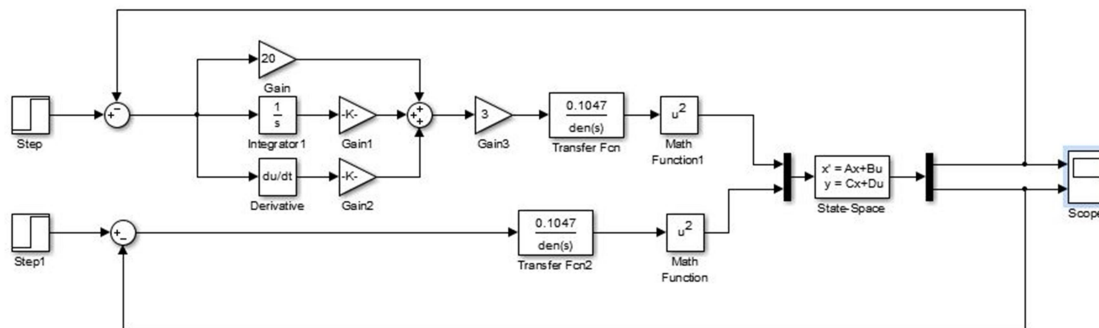 20
Gain
+
-
Step
1
s
Integrator1
-K-
Gain1
+
+
+
3
Gain3
0.1047
den(s)
Transfer Fcn
u2
Math
Function1
du/dt
Derivative
-K-
Gain2
x' = Ax+Bu
y = Cx+Du
State-Space
Scope
Step1
+
-
0.1047
den(s)
Transfer Fcn2
u2
Math
Function